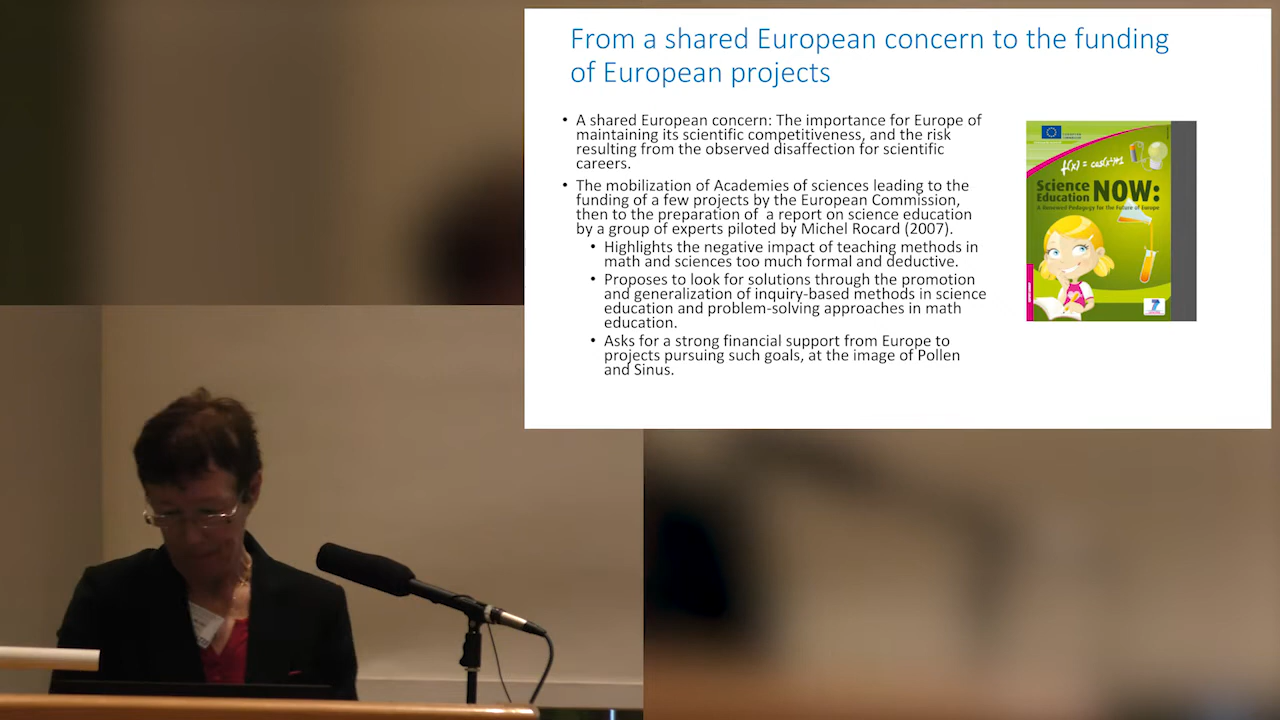 From a shared European concern to the funding
of European projects
• A shared European concern: The importance for Europe of
maintaining its scientific competitiveness, and the risk
resulting from the observed disaffection for scientific
careers.
• The mobilization of Academies of sciences leading to the
funding of a few projects by the European Commission,
then to the preparation of a report on science education
by a group of experts piloted by Michel Rocard (2007).
• Highlights the negative impact of teaching methods in
math and sciences too much formal and deductive.
• Proposes to look for solutions through the promotion
and generalization of inquiry-based methods in science
education and problem-solving approaches in math
education.
• Asks for a strong financial support from Europe to
projects pursuing such goals, at the image of Pollen
and Sinus.
Science
Education NOW:
A Renewed Pedagogy for the Future of Europe